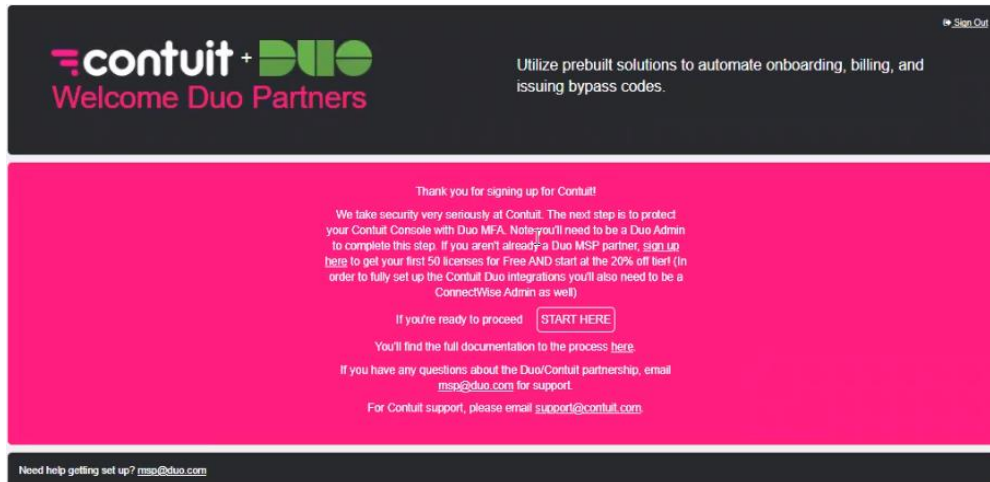 Sign Out
contuit + DUO
Welcome Duo Partners
Utilize prebuilt solutions to automate onboarding, billing, and
issuing bypass codes.
Thank you for signing up for Contuit!
We take security very seriously at Contuit. The next step is to protect
your Contuit Console with Duo MFA. Note you'll need to be a Duo Admin
to complete this step. If you aren't already a Duo MSP partner, sign up
here to get your first 50 licenses for Free AND start at the 20% off tier! (In
order to fully set up the Contuit Duo integrations you'll also need to be a
ConnectWise Admin as well)
If you're ready to proceed START HERE
You'll find the full documentation to the process here.
If you have any questions about the Duo/Contuit partnership, email
msp@duo.com for support.
For Contuit support, please email support@contuit.com.
Need help getting set up? msp@duo.com